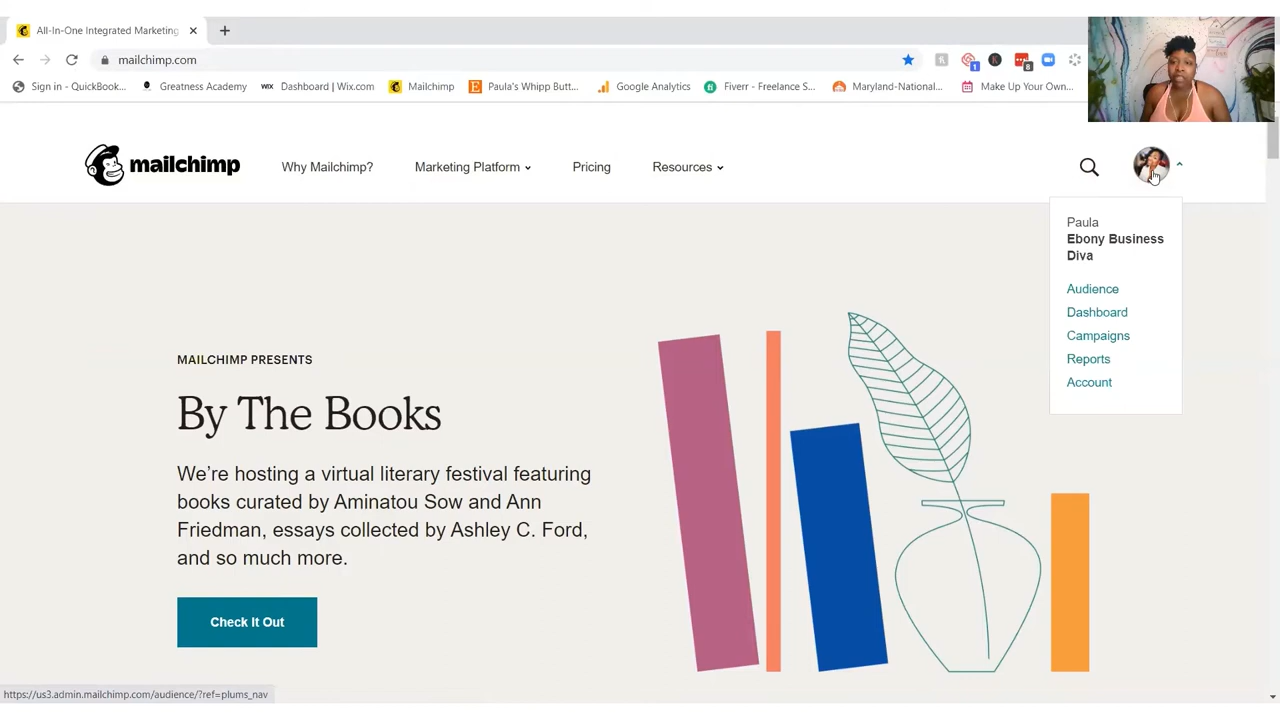 All-In-One Integrated Marketing
mailchimp.com
1
8
Sign in - QuickBook...
Greatness Academy
WIX Dashboard | Wix.com
Mailchimp
Paula's Whipp Butt...
Google Analytics
Fiverr - Freelance S...
Maryland-National...
Make Up Your Own...
mailchimp
Why Mailchimp?
Marketing Platform
Pricing
Resources
Paula
Ebony Business
Diva
Audience
Dashboard
Campaigns
Reports
Account
MAILCHIMP PRESENTS
By The Books
We're hosting a virtual literary festival featuring
books curated by Aminatou Sow and Ann
Friedman, essays collected by Ashley C. Ford,
and so much more.
Check It Out
https://us3.admin.mailchimp.com/audience/?ref=plums_nav